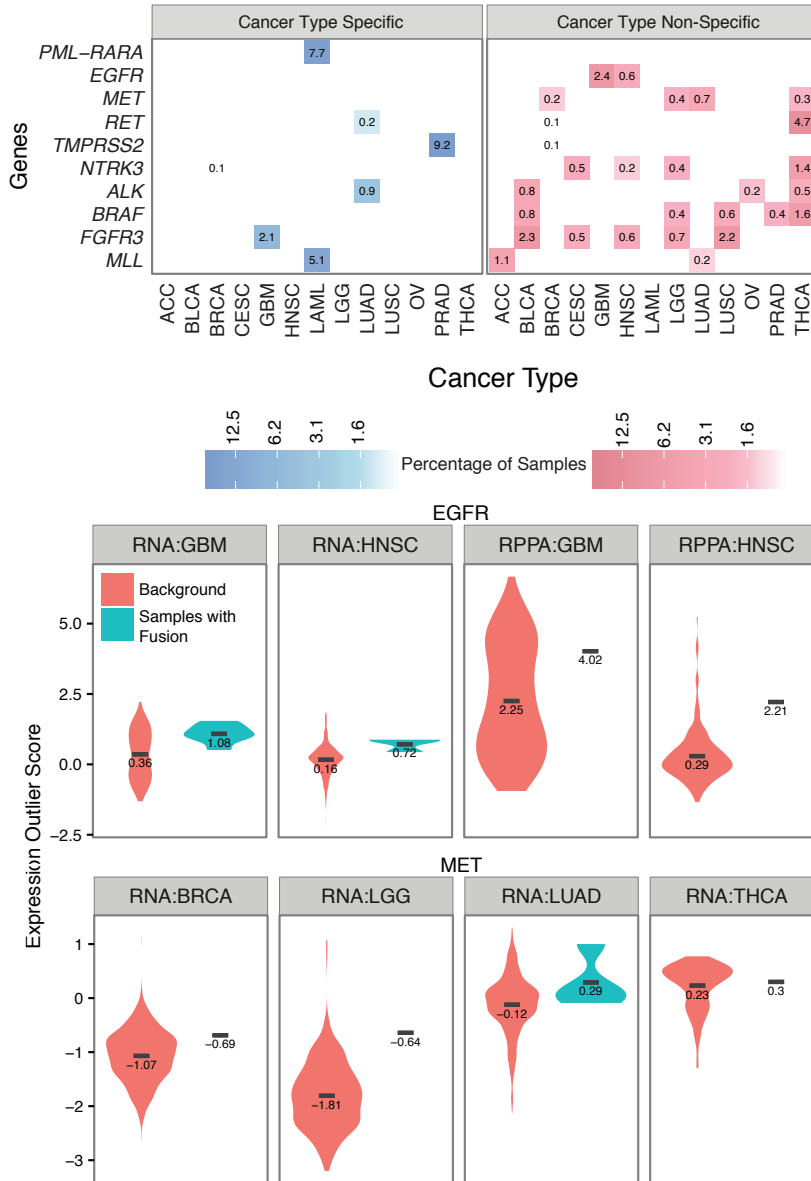 Cancer Type Specific Cancer Type Non-Specific
Genes
PML−RARA 7.7
EGFR 2.4 0.6
MET 0.2 0.4 0.7 0.3
RET 0.2 0.1 4.7
TMPRSS2 9.2 0.1
NTRK3 0.1 0.5 0.2 0.4 1.4
ALK 0.9 0.8 0.2 0.5
BRAF 0.8 0.4 0.6 0.4 1.6
FGFR3 2.1 2.3 0.5 0.6 0.7 2.2
MLL 5.1 1.1 0.2
ACC BLCA BRCA CESC GBM HNSC LAML LGG LUAD LUSC OV PRAD THCA ACC BLCA BRCA CESC GBM HNSC LAML LGG LUAD LUSC OV PRAD THCA
Cancer Type
12.5 6.2 3.1 1.6 12.5 6.2 3.1 1.6
Percentage of Samples
EGFR
RNA:GBM RNA:HNSC RPPA:GBM RPPA:HNSC
Background
Samples with
Fusion
Expression Outlier Score
5.0
2.5
0.0
−2.5
0.36 1.08 0.16 0.72 2.25 4.02 0.29 2.21
MET
RNA:BRCA RNA:LGG RNA:LUAD RNA:THCA
1
0
−1
−2
−3
−1.07 −0.69 −1.81 −0.64 −0.12 0.29 0.23 0.3